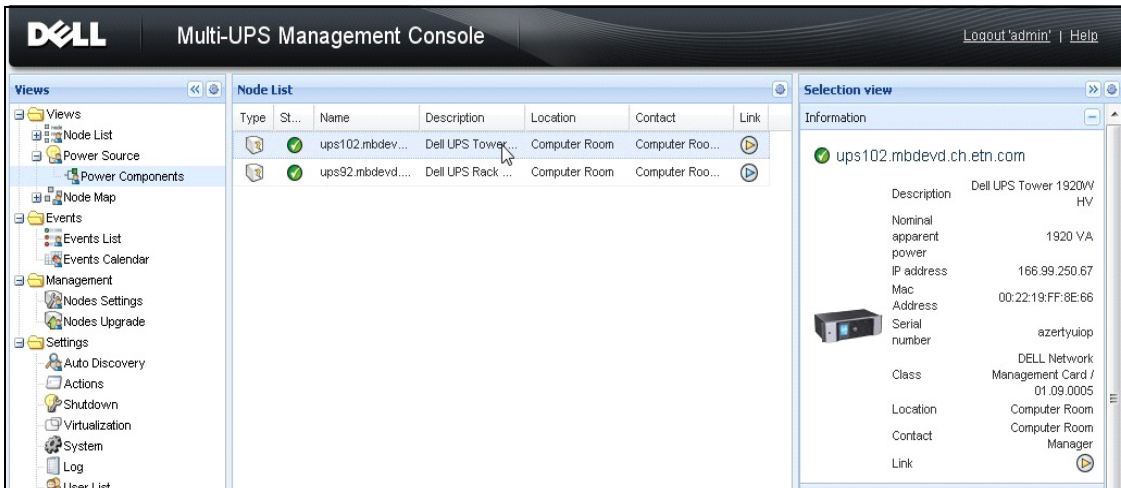 DELL
Multi-UPS Management Console
Logout 'admin' | Help
Views
Views
Node List
Power Source
Power Components
Node Map
Events
Events List
Events Calendar
Management
Nodes Settings
Nodes Upgrade
Settings
Auto Discovery
Actions
Shutdown
Virtualization
System
Log
User List
Node List
Type St... Name Description Location Contact Link
ups102.mbdev... Dell UPS Tower... Computer Room Computer Roo...
ups92.mbdevd.... Dell UPS Rack ... Computer Room Computer Roo...
Selection view
Information
ups102.mbdevd.ch.etn.com
Description Dell UPS Tower 1920W
HV
Nominal
apparent 1920 VA
power
IP address 166.99.250.67
Mac
Address 00:22:19:FF:8E:66
Serial
number azertyuiop
DELL Network
Class Management Card /
01.09.0005
Location Computer Room
Contact Computer Room
Manager
Link